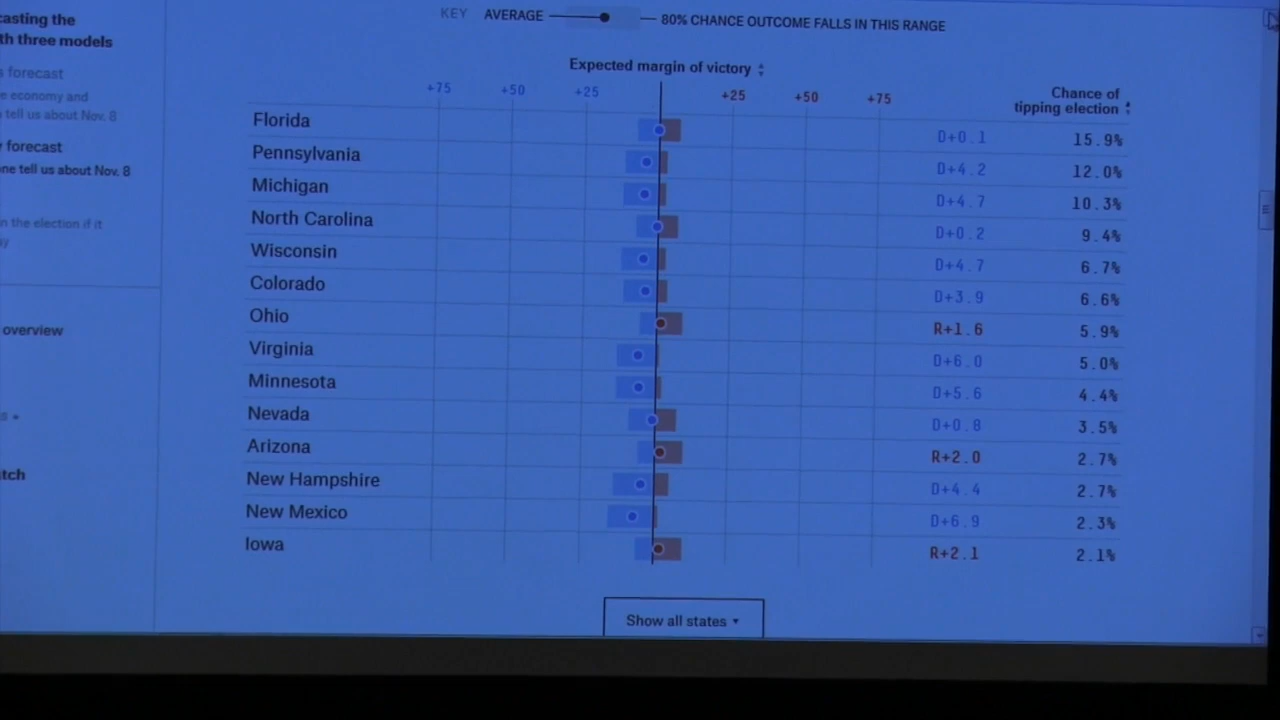 casting the
th three models
s forecast
e economy and
tell us about Nov. 8
forecast
ne tell us about Nov. 8
n the election if it
overview
tch
KEY AVERAGE 80% CHANCE OUTCOME FALLS IN THIS RANGE
Expected margin of victory
+75 +50 +25 +25 +50 +75
Chance of
tipping election
Florida D+0.1 15.9%
Pennsylvania D+4.2 12.0%
Michigan D+4.7 10.3%
North Carolina D+0.2 9.4%
Wisconsin D+4.7 6.7%
Colorado D+3.9 6.6%
Ohio R+1.6 5.9%
Virginia D+6.0 5.0%
Minnesota D+5.6 4.4%
Nevada D+0.8 3.5%
Arizona R+2.0 2.7%
New Hampshire D+4.4 2.7%
New Mexico D+6.9 2.3%
Iowa R+2.1 2.1%
Show all states